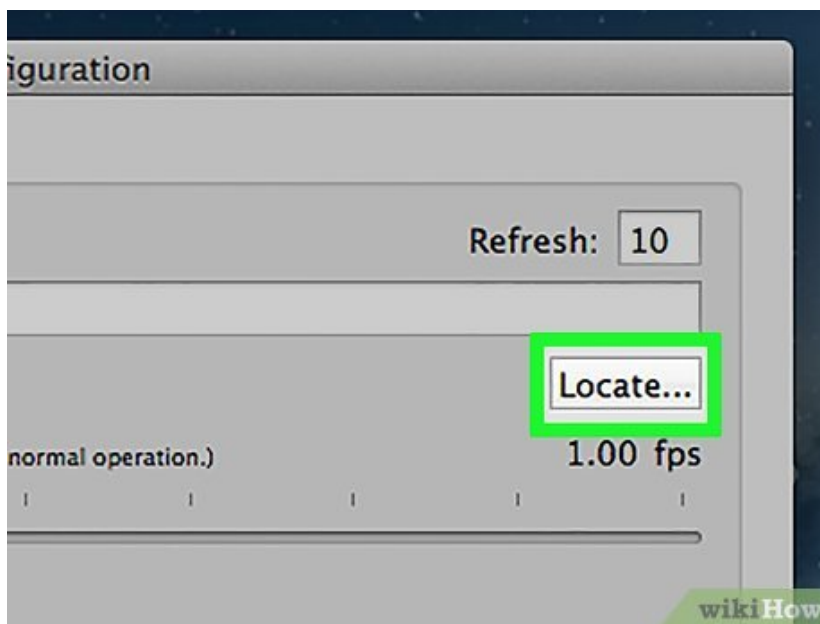 iguration
Refresh: 10
Locate...
normal operation.) 1.00 fps
wikiHow